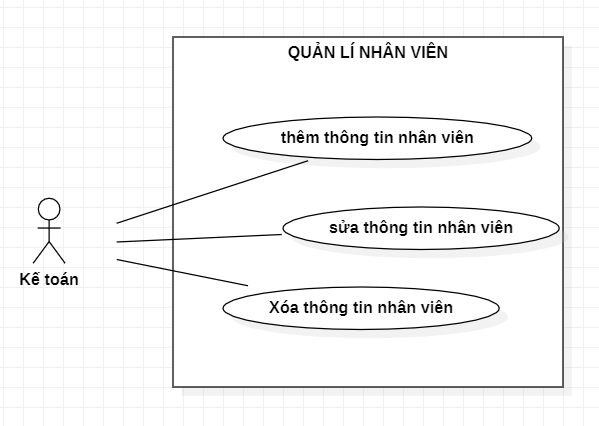 QUẢN LÍ NHÂN VIÊN
thêm thông tin nhân viên
sửa thông tin nhân viên
Kế toán
Xóa thông tin nhân viên